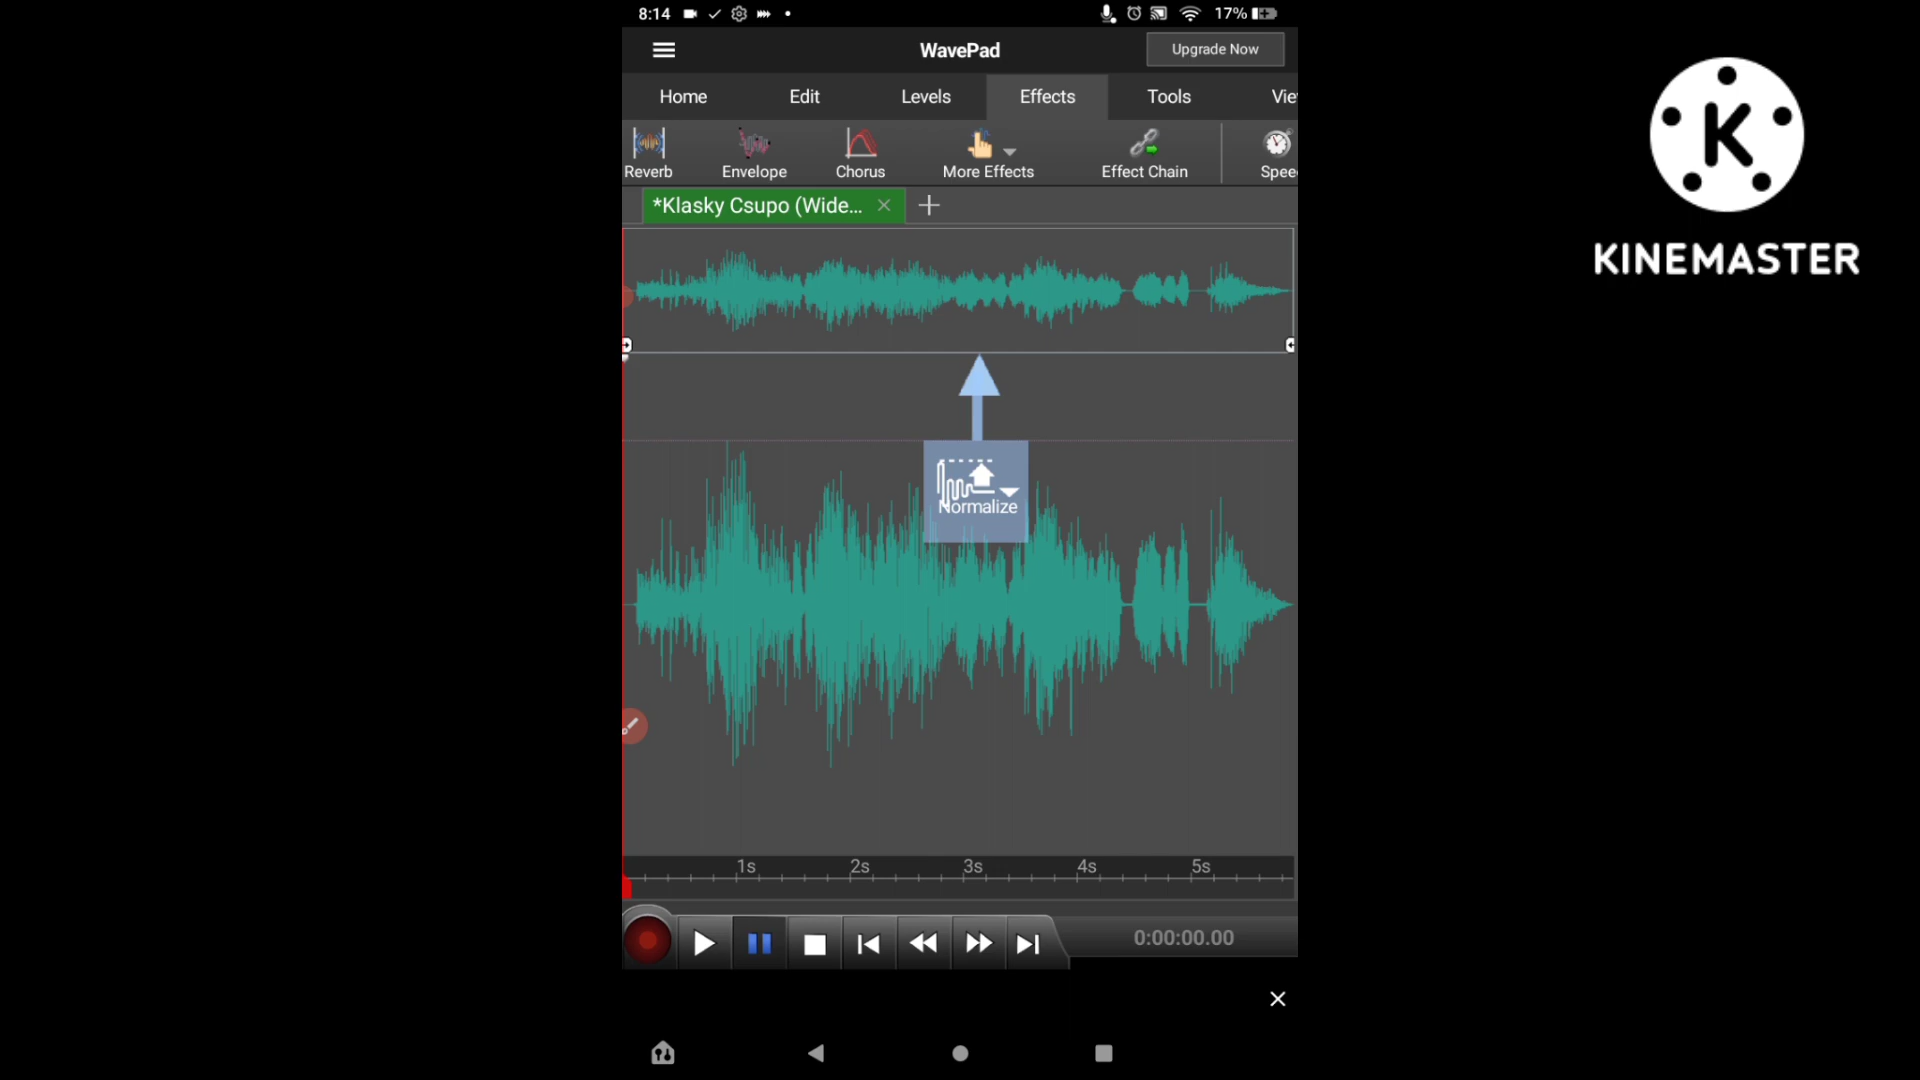 8:14
17%
WavePad
Upgrade Now
Home Edit Levels Effects Tools Vie
Reverb Envelope Chorus More Effects Effect Chain Spee
*Klasky Csupo (Wide...
Normalize
1s 2s 3s 4s 5s
0:00:00.00
K
KINEMASTER